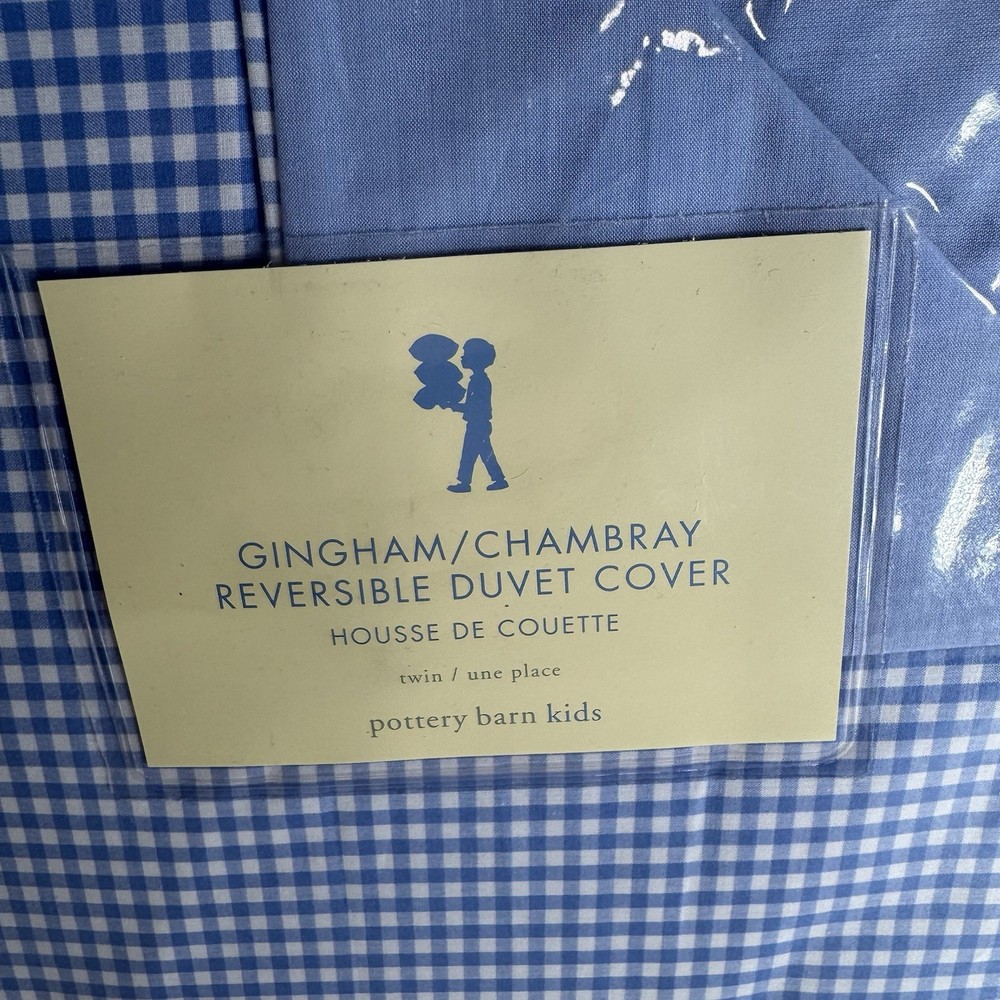 GINGHAM/CHAMBRAY
REVERSIBLE DUVET COVER
HOUSSE DE COUETTE
twin / une place
pottery barn kids